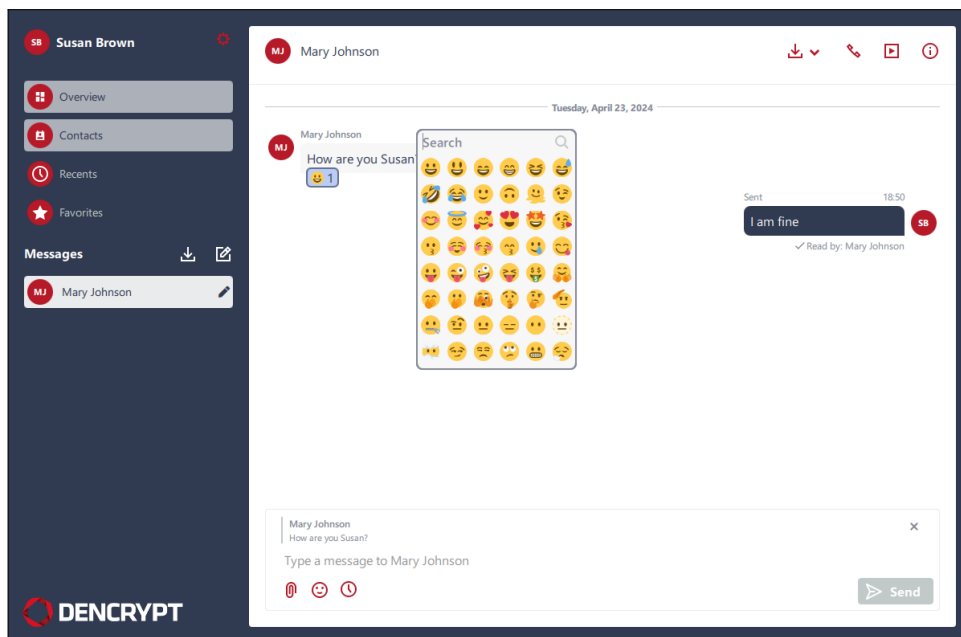 SB Susan Brown
Overview
Contacts
Recents
Favorites
Messages
MJ Mary Johnson
DENCRYPT
MJ Mary Johnson
Tuesday, April 23, 2024
Mary Johnson
MJ
How are you Susan?
1
Search
Sent 18:50
I am fine
SB
Read by: Mary Johnson
Mary Johnson
How are you Susan?
Type a message to Mary Johnson
Send